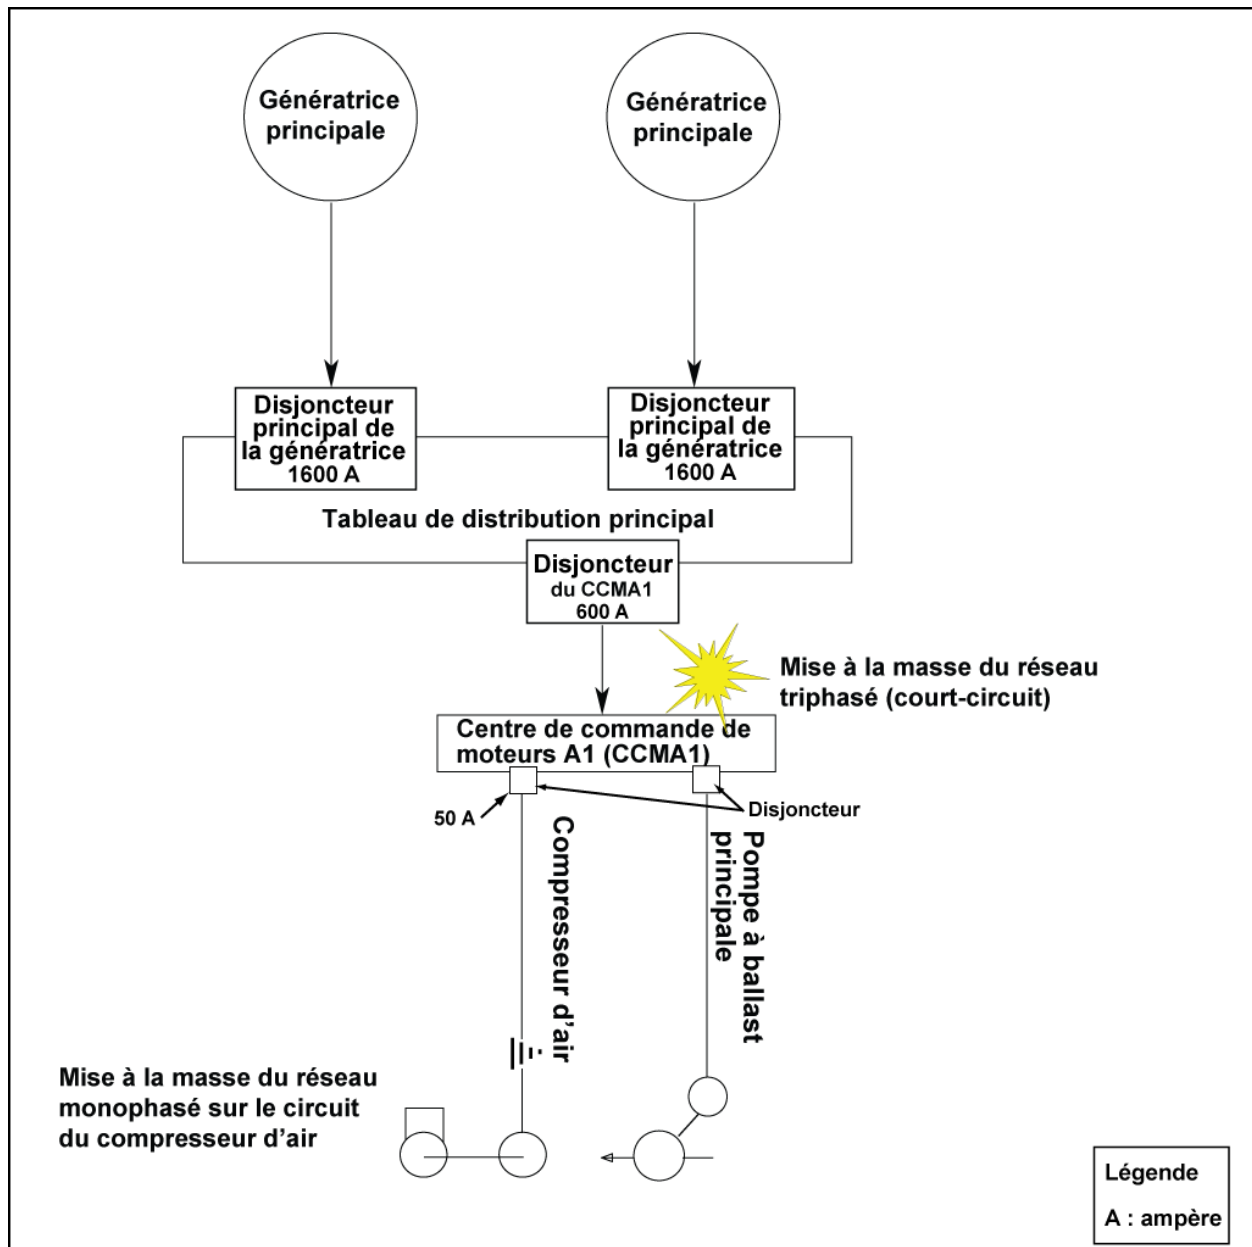 Génératrice
principale
Génératrice
principale
Disjoncteur
principal de
la génératrice
1600 A
Disjoncteur
principal de
la génératrice
1600 A
Tableau de distribution principal
Disjoncteur
du CCMA1
600 A
Mise à la masse du réseau
triphasé (court-circuit)
Centre de commande de
moteurs A1 (CCMA1)
50 A
Disjoncteur
Compresseur d'air
Pompe à ballast
principale
Mise à la masse du réseau
monophasé sur le circuit
du compresseur d'air
Légende
A : ampère